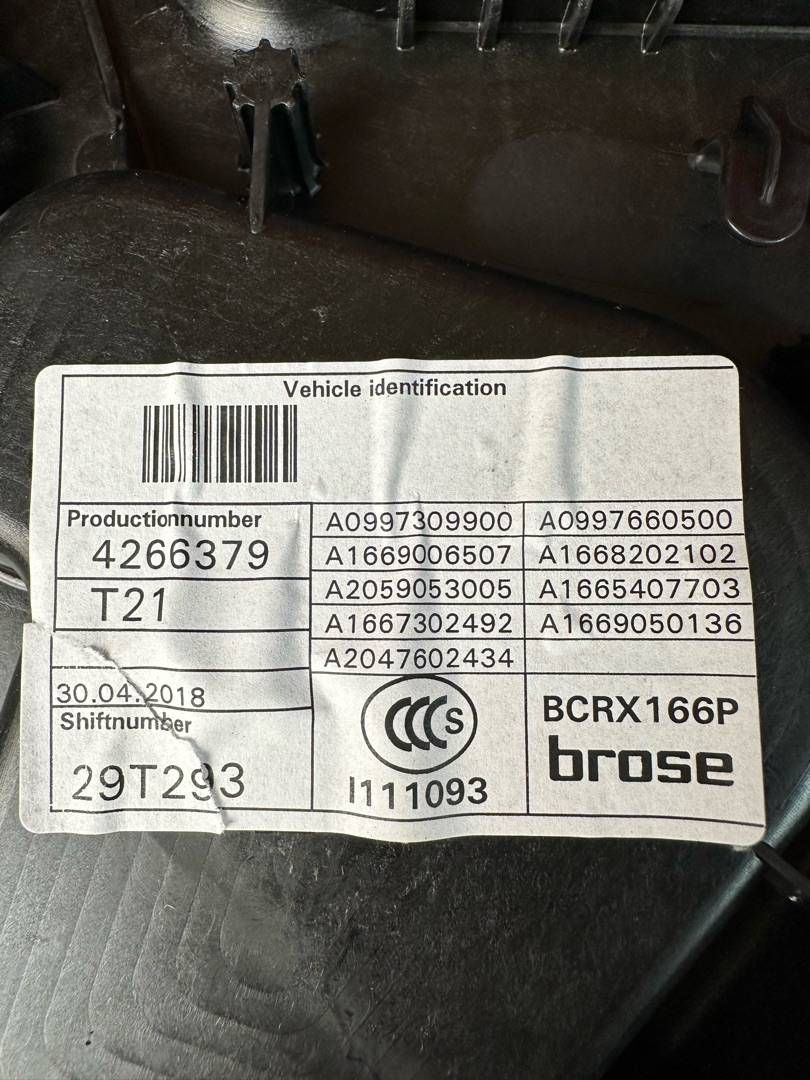 Vehicle identification
Productionnumber
4266379
T21
A0997309900 A0997660500
A1669006507 A1668202102
A2059053005 A1665407703
A1667302492 A1669050136
A2047602434
30.04.2018
Shiftnumber
29T293
CCC S
I111093
BCRX166P
brose